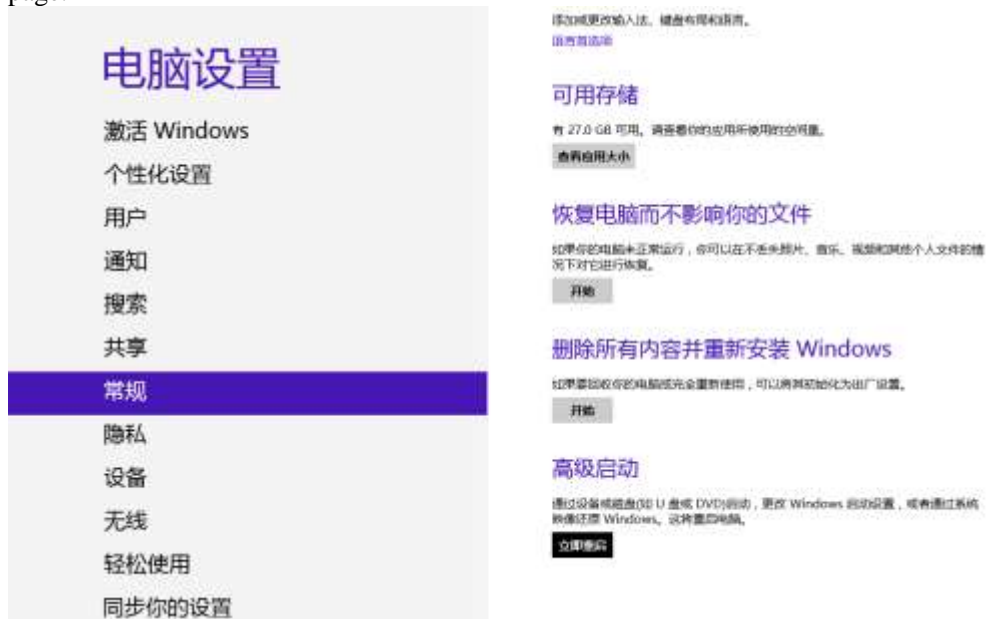 page.
电脑设置
激活 Windows
个性化设置
用户
通知
搜索
共享
常规
隐私
设备
无线
轻松使用
同步你的设置
添加或更改输入法、键盘布局和语言。
语言首选项
可用存储
有 27.0 GB 可用。请查看你的应用所使用的空间量。
查看应用大小
恢复电脑而不影响你的文件
如果你的电脑未正常运行，你可以在不丢失照片、音乐、视频和其他个人文件的情
况下对它进行恢复。
开始
删除所有内容并重新安装 Windows
如果要回收你的电脑或完全重新使用，可以将其初始化为出厂设置。
开始
高级启动
通过设备或磁盘(如 U 盘或 DVD)启动，更改 Windows 启动设置，或者通过系统
映像还原 Windows。这将重启电脑。
立即重启